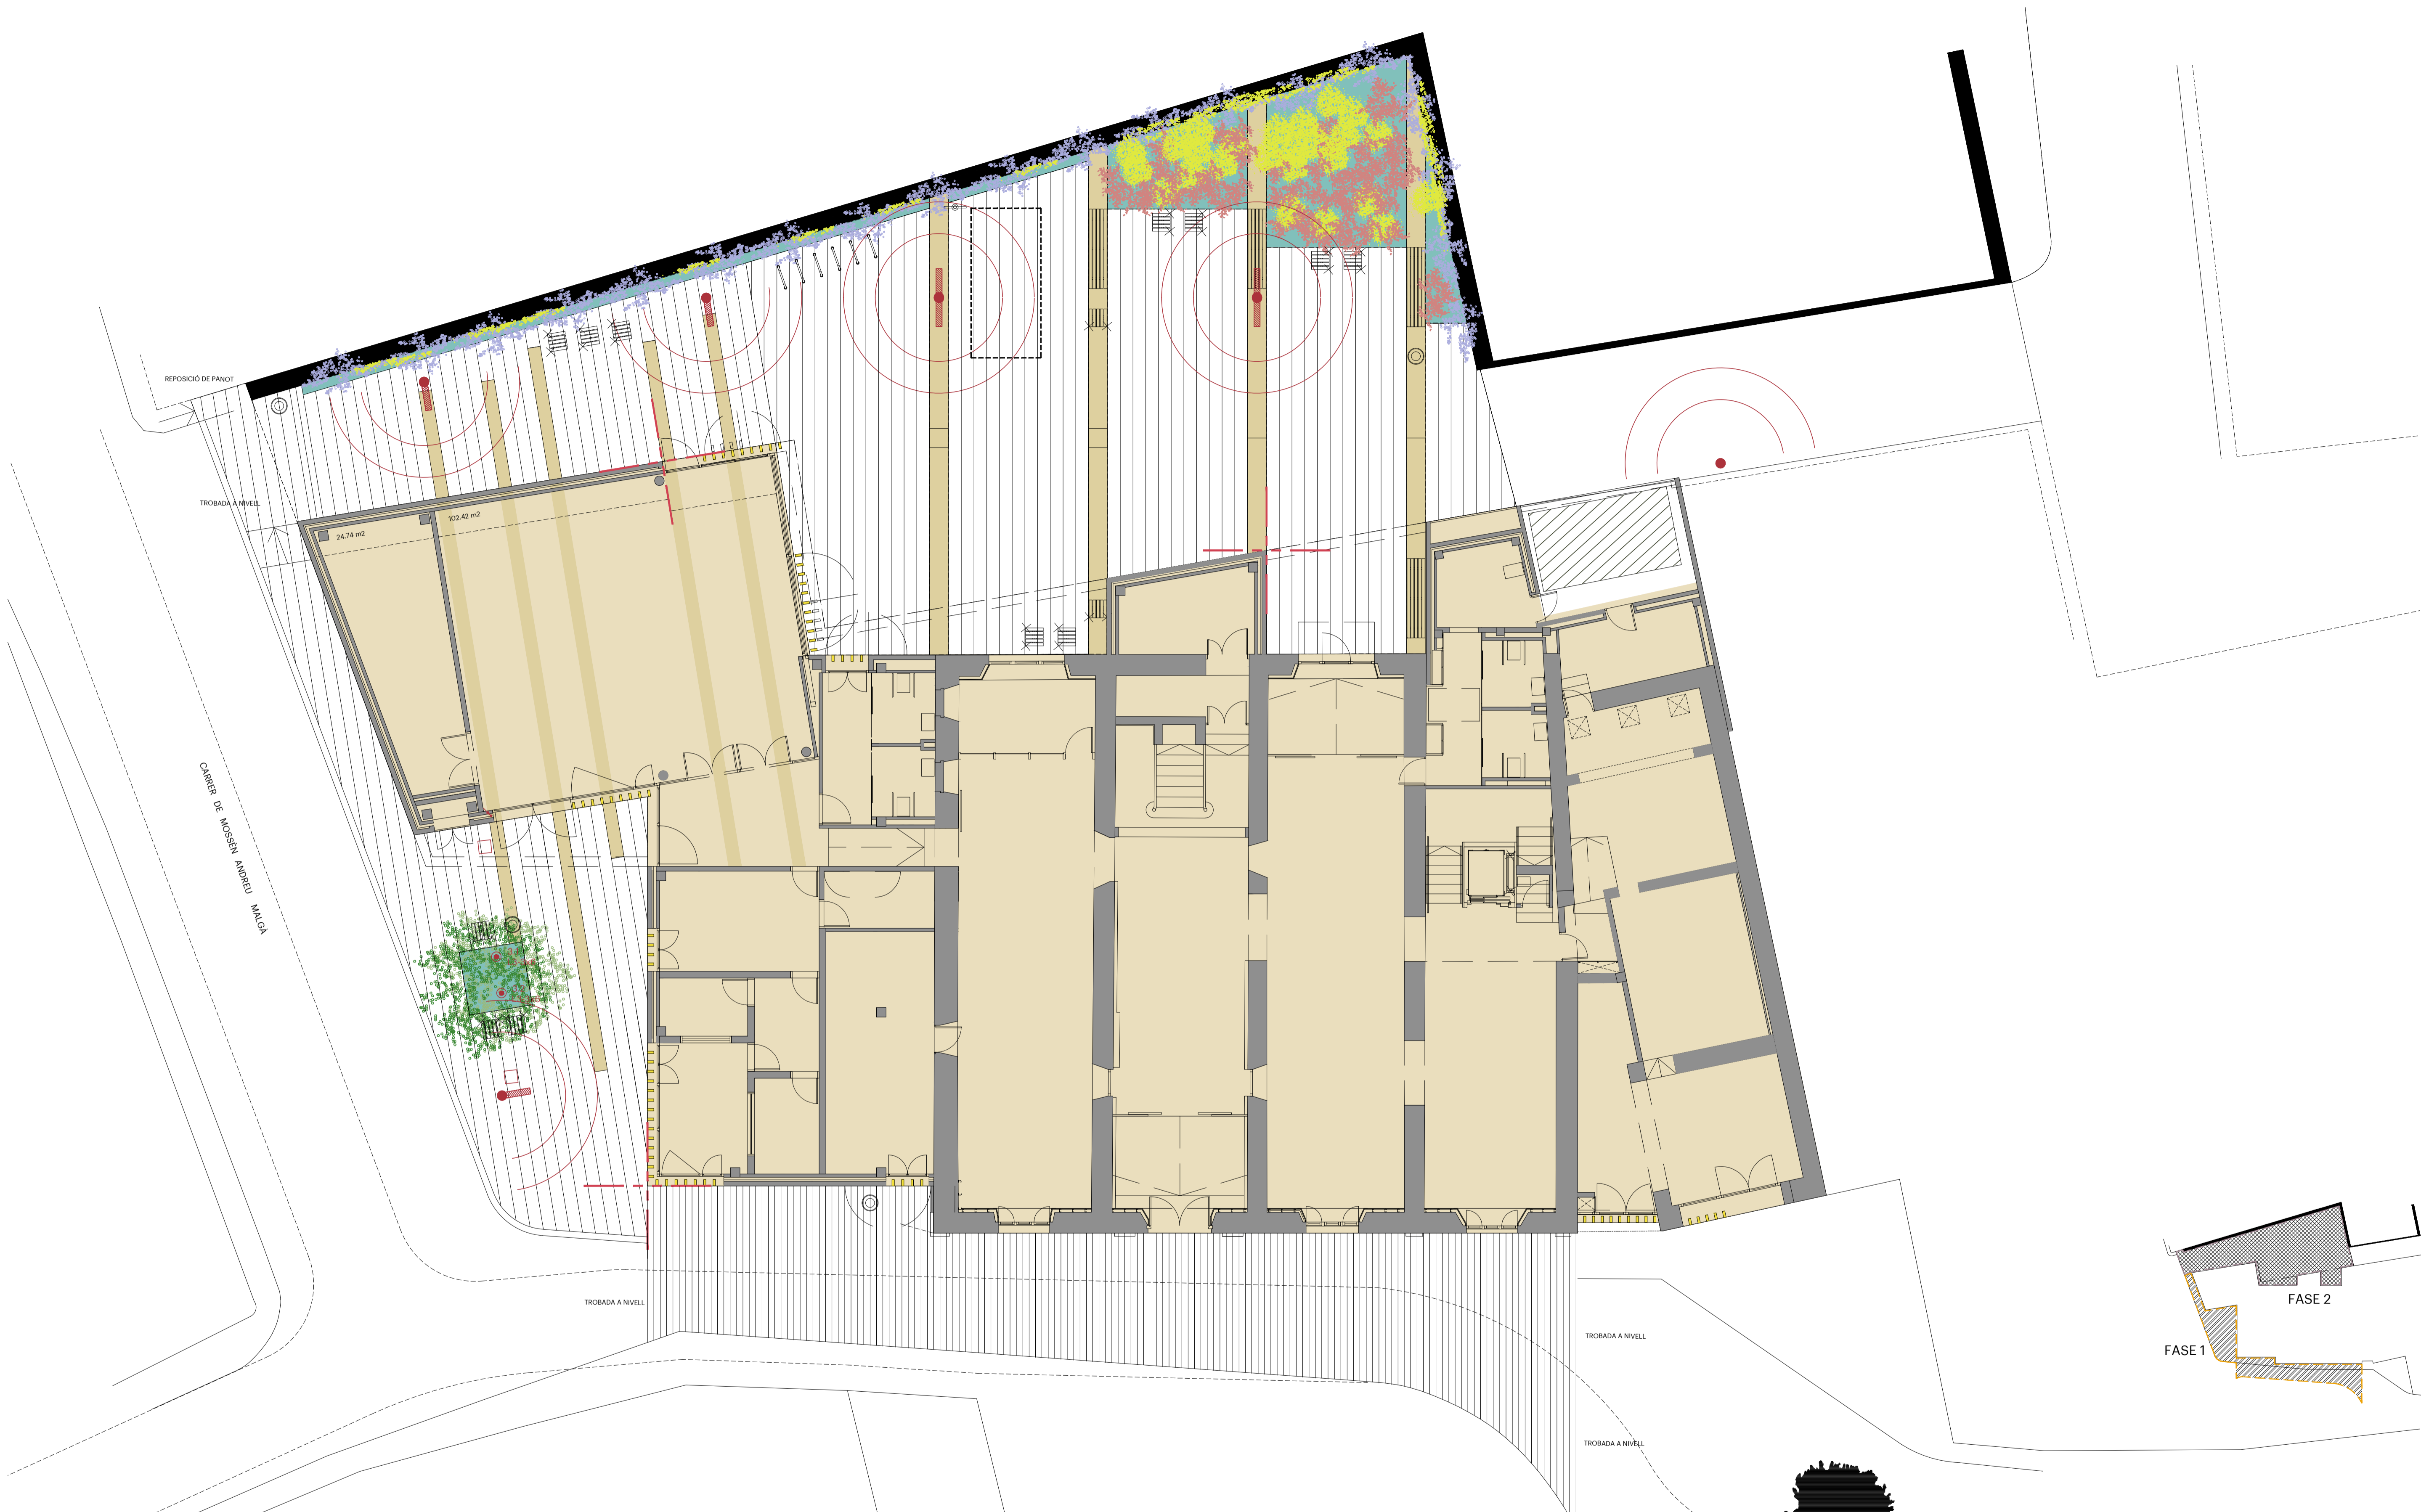 REPOSICIÓ DE PANOT
TROBADA A NIVELL
102.42 m2
24.74 m2
CARRER DE MOSSÈN ANDREU MALGÀ
TROBADA A NIVELL
TROBADA A NIVELL
TROBADA A NIVELL
FASE 2
FASE 1